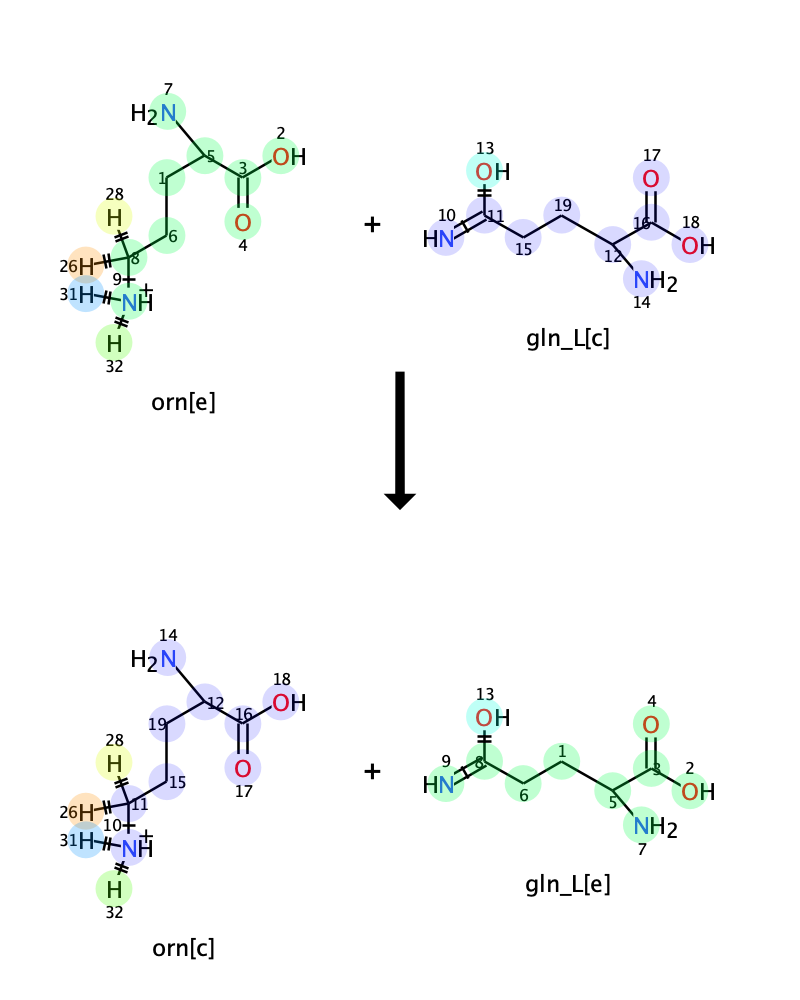 7
H2N
2
OH
5
3
1
28
H
O
4
6
8
26H
9
31H
NH+
H
32
orn[e]
+
13
OH
10
HN
11
19
15
17
O
16
18
OH
12
NH2
14
gln_L[c]
14
H2N
18
OH
12
16
19
28
H
O
17
15
11
26H
10
31H
NH+
H
32
orn[c]
+
13
OH
9
HN
8
1
6
4
O
3
2
OH
5
NH2
7
gln_L[e]